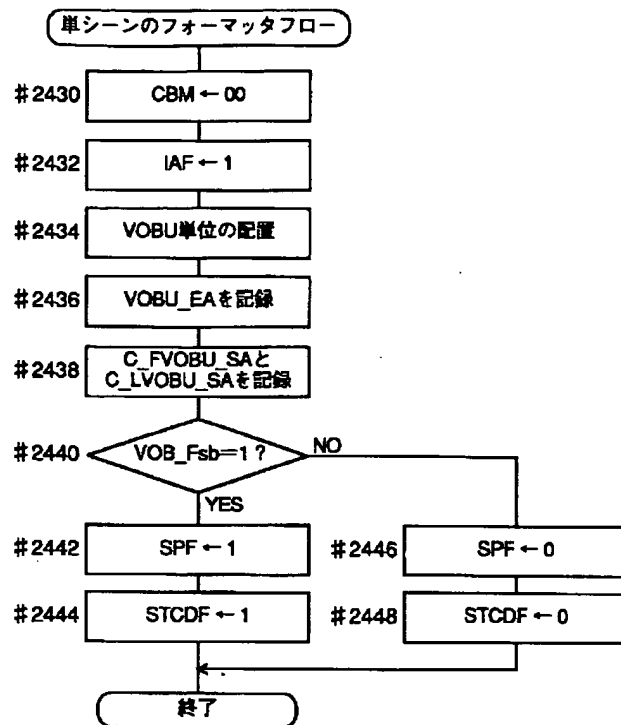 単シーンのフォーマッタフロー
#2430
CBM ← 00
#2432
IAF ← 1
#2434
VOBU単位の配置
#2436
VOBU_EAを記録
#2438
C_FVOBU_SAと
C_LVOBU_SAを記録
#2440
VOB_Fsb=1 ?
NO
YES
#2442
SPF ← 1
#2446
SPF ← 0
#2444
STCDF ← 1
#2448
STCDF ← 0
終了